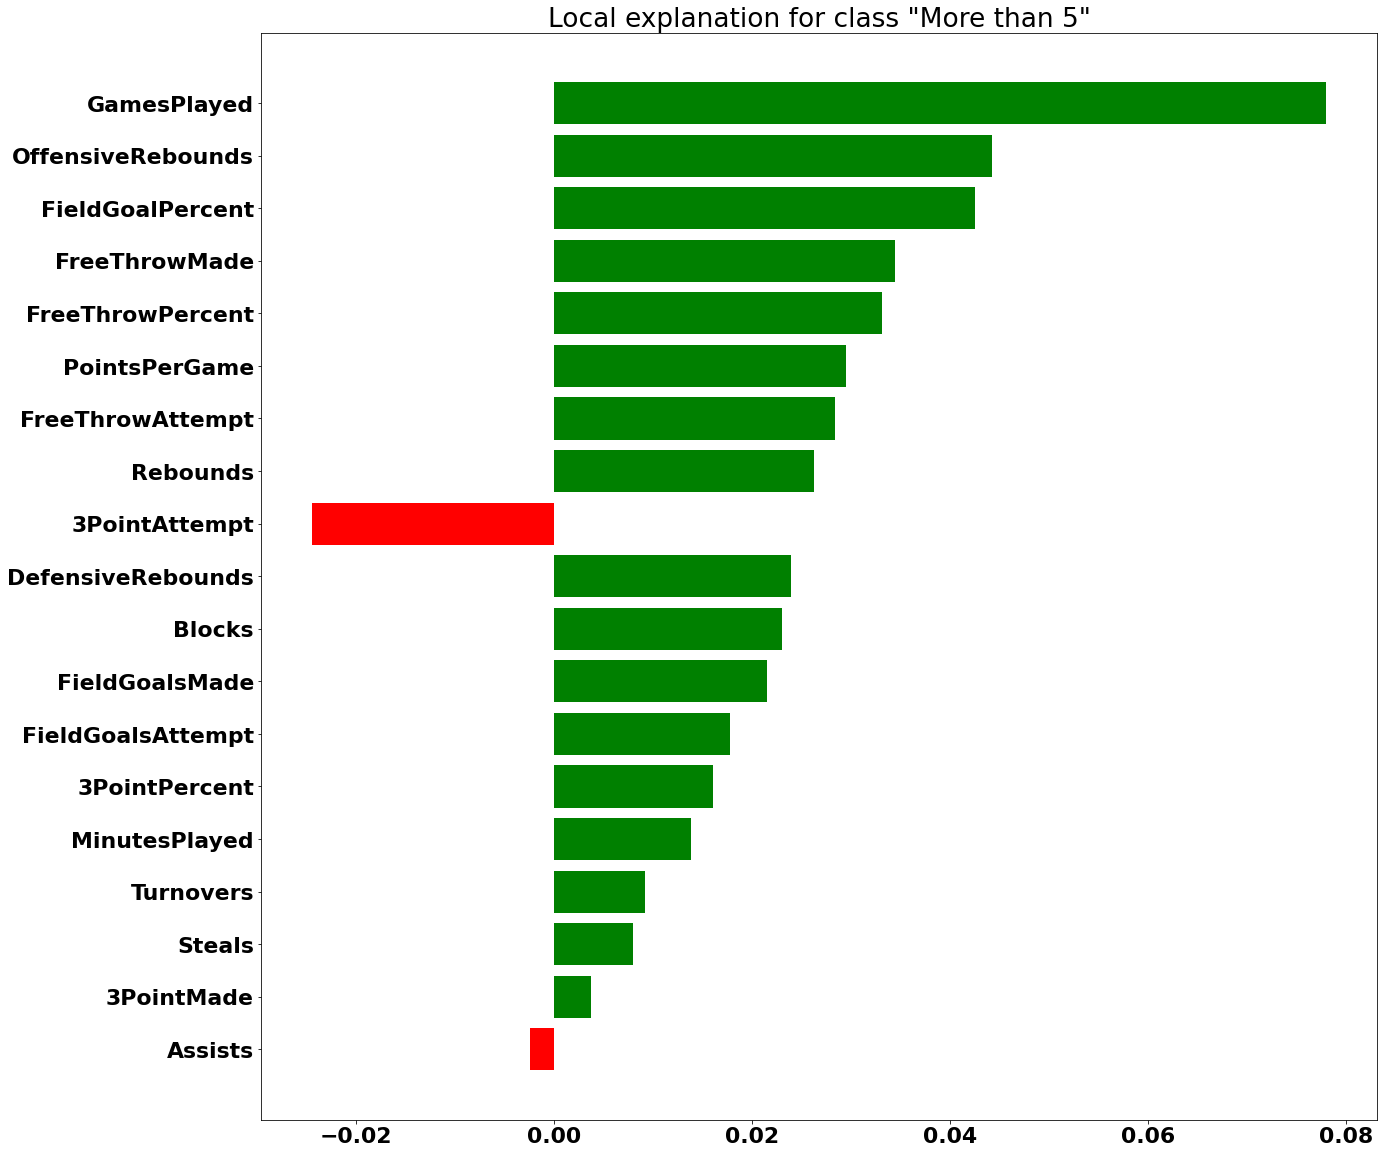 Local explanation for class "More than 5"
GamesPlayed
OffensiveRebounds
FieldGoalPercent
FreeThrowMade
FreeThrowPercent
PointsPerGame
FreeThrowAttempt
Rebounds
3PointAttempt
DefensiveRebounds
Blocks
FieldGoalsMade
FieldGoalsAttempt
3PointPercent
MinutesPlayed
Turnovers
Steals
3PointMade
Assists
−0.02 0.00 0.02 0.04 0.06 0.08